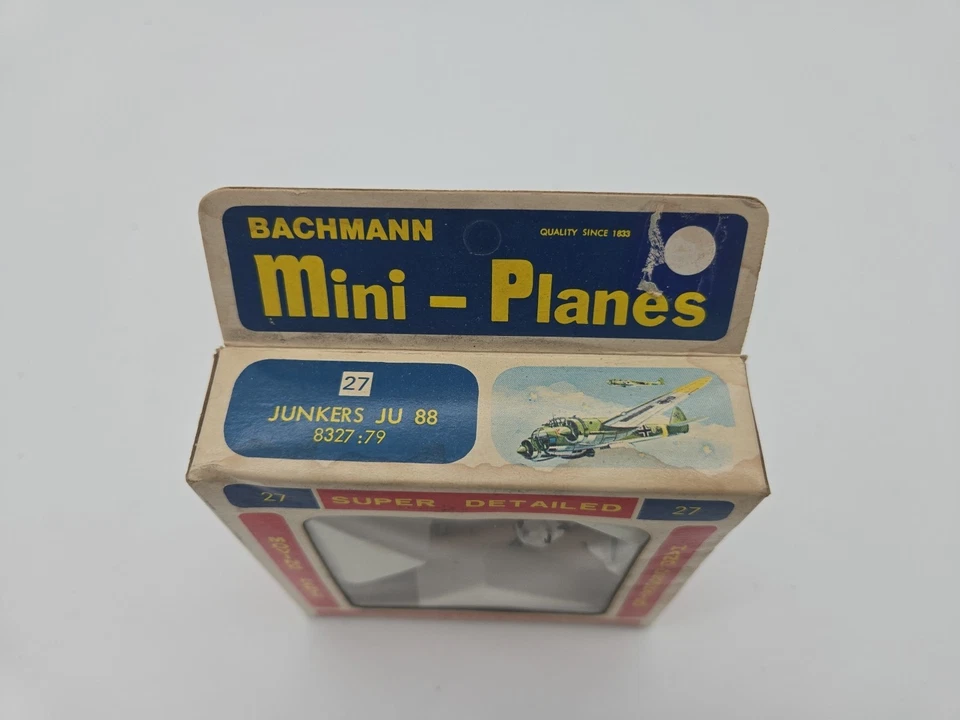 BACHMANN
QUALITY SINCE 1833
Mini - Planes
27
JUNKERS JU 88
8327:79
27
SUPER DETAILED
27